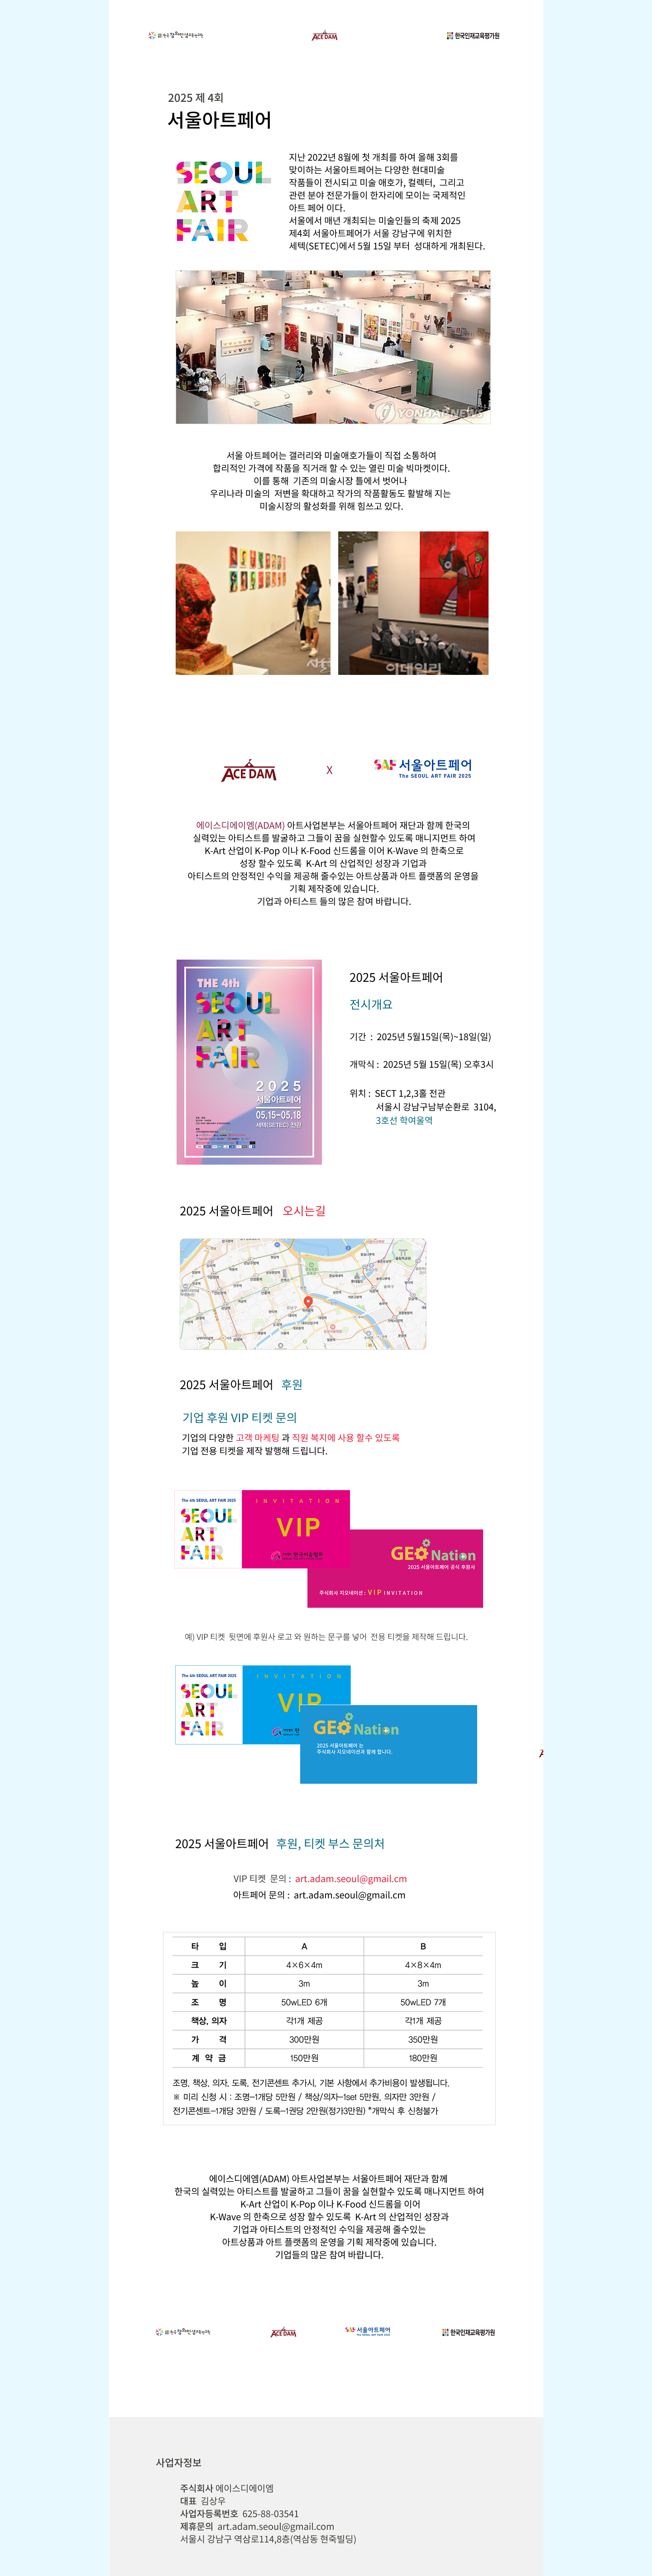 ACE DAM
한국인재교육평가원
2025 제 4회
서울아트페어
SEOUL
ART
FAIR
지난 2022년 8월에 첫 개최를 하여 올해 3회를
맞이하는 서울아트페어는 다양한 현대미술
작품들이 전시되고 미술 애호가, 컬렉터, 그리고
관련 분야 전문가들이 한자리에 모이는 국제적인
아트 페어 이다.
서울에서 매년 개최되는 미술인들의 축제 2025
제4회 서울아트페어가 서울 강남구에 위치한
세텍(SETEC)에서 5월 15일 부터 성대하게 개최된다.
YONHAP NEWS
서울 아트페어는 갤러리와 미술애호가들이 직접 소통하여
합리적인 가격에 작품을 직거래 할 수 있는 열린 미술 빅마켓이다.
이를 통해 기존의 미술시장 틀에서 벗어나
우리나라 미술의 저변을 확대하고 작가의 작품활동도 활발해 지는
미술시장의 활성화를 위해 힘쓰고 있다.
이데일리
ACE DAM
X
SAF 서울아트페어
The SEOUL ART FAIR 2025
에이스디에이엠(ADAM) 아트사업본부는 서울아트페어 재단과 함께 한국의
실력있는 아티스트를 발굴하고 그들이 꿈을 실현할수 있도록 매니지먼트 하여
K-Art 산업이 K-Pop 이나 K-Food 신드롬을 이어 K-Wave 의 한축으로
성장 할수 있도록 K-Art 의 산업적인 성장과 기업과
아티스트의 안정적인 수익을 제공해 줄수있는 아트상품과 아트 플랫폼의 운영을
기획 제작중에 있습니다.
기업과 아티스트 들의 많은 참여 바랍니다.
THE 4th
SEOUL
ART
FAIR
2025
서울아트페어
05.15-05.18
세텍(SETEC) 전관
2025 서울아트페어
전시개요
기간 : 2025년 5월15일(목)~18일(일)
개막식 : 2025년 5월 15일(목) 오후3시
위치 : SECT 1,2,3홀 전관
서울시 강남구남부순환로 3104,
3호선 학여울역
2025 서울아트페어 오시는길
2025 서울아트페어 후원
기업 후원 VIP 티켓 문의
기업의 다양한 고객 마케팅 과 직원 복지에 사용 할수 있도록
기업 전용 티켓을 제작 발행해 드립니다.
The 4th SEOUL ART FAIR 2025
SEOUL
ART
FAIR
INVITATION
VIP
한국미술협회
GEO Nation
2025 서울아트페어 공식 후원사
주식회사 지오네이션 : VIP INVITATION
예) VIP 티켓 뒷면에 후원사 로고 와 원하는 문구를 넣어 전용 티켓을 제작해 드립니다.
The 4th SEOUL ART FAIR 2025
SEOUL
ART
FAIR
INVITATION
VIP
GEO Nation
2025 서울아트페어 는
주식회사 지오네이션과 함께 합니다.
2025 서울아트페어 후원, 티켓 부스 문의처
VIP 티켓 문의 : art.adam.seoul@gmail.cm
아트페어 문의 : art.adam.seoul@gmail.cm
타 입 A B
크 기 4×6×4m 4×8×4m
높 이 3m 3m
조 명 50wLED 6개 50wLED 7개
책상, 의자 각1개 제공 각1개 제공
가 격 300만원 350만원
계 약 금 150만원 180만원
조명, 책상, 의자, 도록, 전기콘센트 추가시, 기본 사항에서 추가비용이 발생됩니다.
※ 미리 신청 시 : 조명-1개당 5만원 / 책상/의자-1set 5만원, 의자만 3만원 /
전기콘센트-1개당 3만원 / 도록-1권당 2만원(정가3만원) *개막식 후 신청불가
에이스디에엠(ADAM) 아트사업본부는 서울아트페어 재단과 함께
한국의 실력있는 아티스트를 발굴하고 그들이 꿈을 실현할수 있도록 매나지먼트 하여
K-Art 산업이 K-Pop 이나 K-Food 신드롬을 이어
K-Wave 의 한축으로 성장 할수 있도록 K-Art 의 산업적인 성장과
기업과 아티스트의 안정적인 수익을 제공해 줄수있는
아트상품과 아트 플랫폼의 운영을 기획 제작중에 있습니다.
기업들의 많은 참여 바랍니다.
ACE DAM
SAF 서울아트페어
한국인재교육평가원
사업자정보
주식회사 에이스디에이엠
대표 김상우
사업자등록번호 625-88-03541
제휴문의 art.adam.seoul@gmail.com
서울시 강남구 역삼로114,8층(역삼동 현죽빌딩)